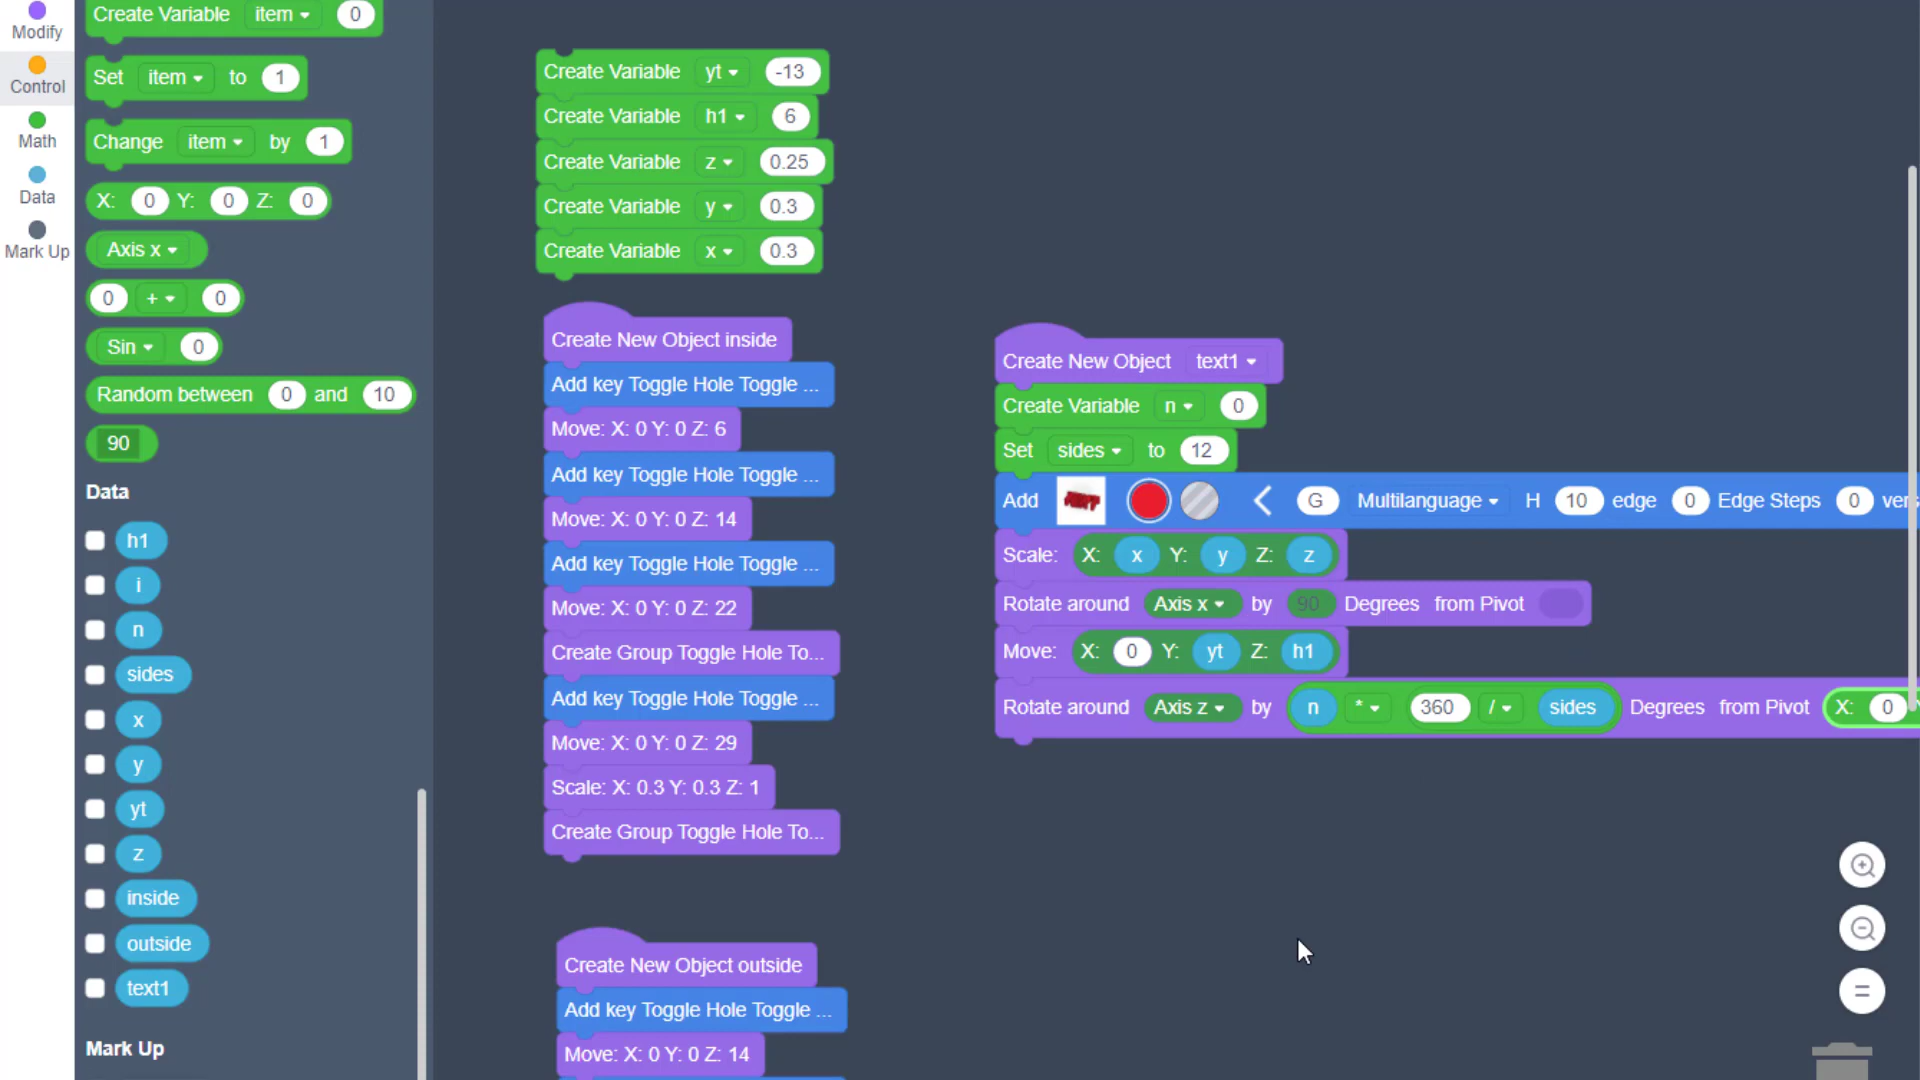 Modify
Control
Math
Data
Mark Up
Create Variable item 0
Set item to 1
Change item by 1
X: 0 Y: 0 Z: 0
Axis x
0 + 0
Sin 0
Random between 0 and 10
90
Data
h1
i
n
sides
x
y
yt
z
inside
outside
text1
Mark Up
Create Variable yt -13
Create Variable h1 6
Create Variable z 0.25
Create Variable y 0.3
Create Variable x 0.3
Create New Object inside
Add key Toggle Hole Toggle ...
Move: X: 0 Y: 0 Z: 6
Add key Toggle Hole Toggle ...
Move: X: 0 Y: 0 Z: 14
Add key Toggle Hole Toggle ...
Move: X: 0 Y: 0 Z: 22
Create Group Toggle Hole To...
Add key Toggle Hole Toggle ...
Move: X: 0 Y: 0 Z: 29
Scale: X: 0.3 Y: 0.3 Z: 1
Create Group Toggle Hole To...
Create New Object outside
Add key Toggle Hole Toggle ...
Move: X: 0 Y: 0 Z: 14
Create New Object text1
Create Variable n 0
Set sides to 12
Add G Multilanguage H 10 edge 0 Edge Steps 0
Scale: X: x Y: y Z: z
Rotate around Axis x by 90 Degrees from Pivot
Move: X: 0 Y: yt Z: h1
Rotate around Axis z by n * 360 / sides Degrees from Pivot X: 0